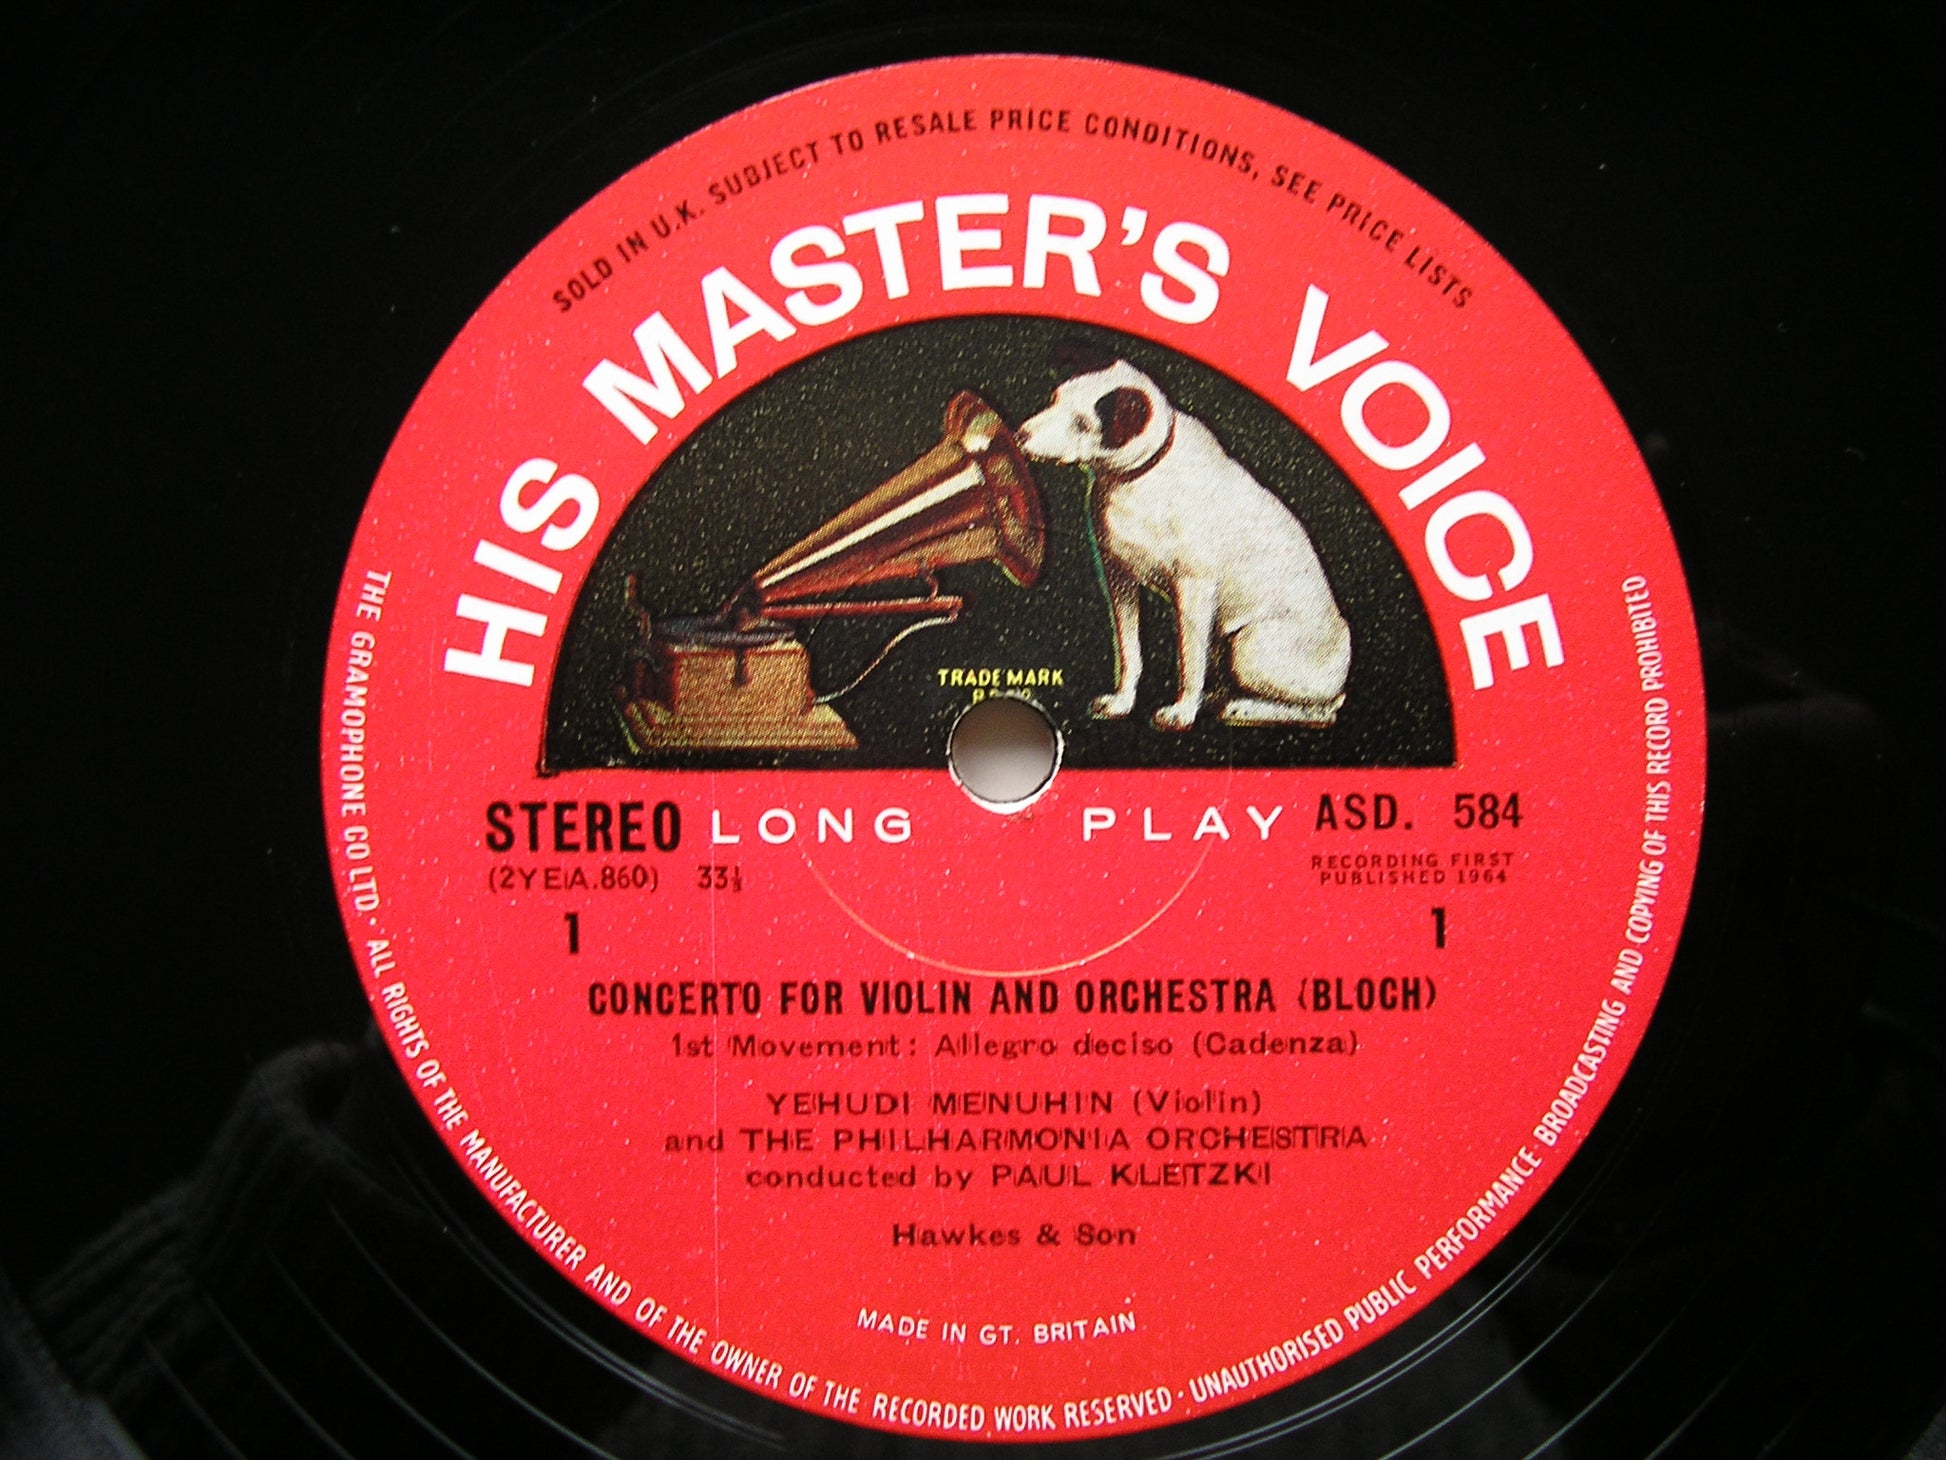 SOLD IN U.K. SUBJECT TO RESALE PRICE CONDITIONS, SEE PRICE LISTS
HIS MASTER'S VOICE
TRADE MARK
STEREO LONG PLAY ASD. 584
(2YEA.860) 33⅓
RECORDING FIRST
PUBLISHED 1964
1 1
CONCERTO FOR VIOLIN AND ORCHESTRA (BLOCH)
1st Movement: Allegro deciso (Cadenza)
YEHUDI MENUHIN (Violin)
and THE PHILHARMONIA ORCHESTRA
conducted by PAUL KLETZKI
Hawkes & Son
MADE IN GT. BRITAIN
THE GRAMOPHONE CO LTD. · ALL RIGHTS OF THE MANUFACTURER AND OF THE OWNER OF THE RECORDED WORK RESERVED · UNAUTHORISED PUBLIC PERFORMANCE · BROADCASTING AND COPYING OF THIS RECORD PROHIBITED